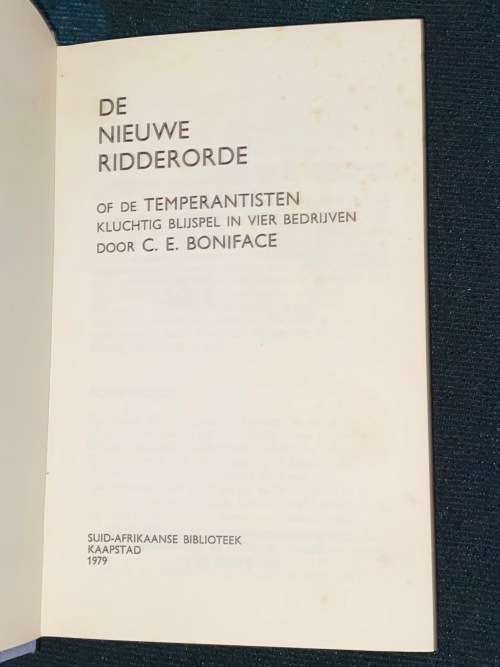 DE
NIEUWE
RIDDERORDE
OF DE TEMPERANTISTEN
KLUCHTIG BLIJSPEL IN VIER BEDRIJVEN
DOOR C. E. BONIFACE
SUID-AFRIKAANSE BIBLIOTEEK
KAAPSTAD
1979